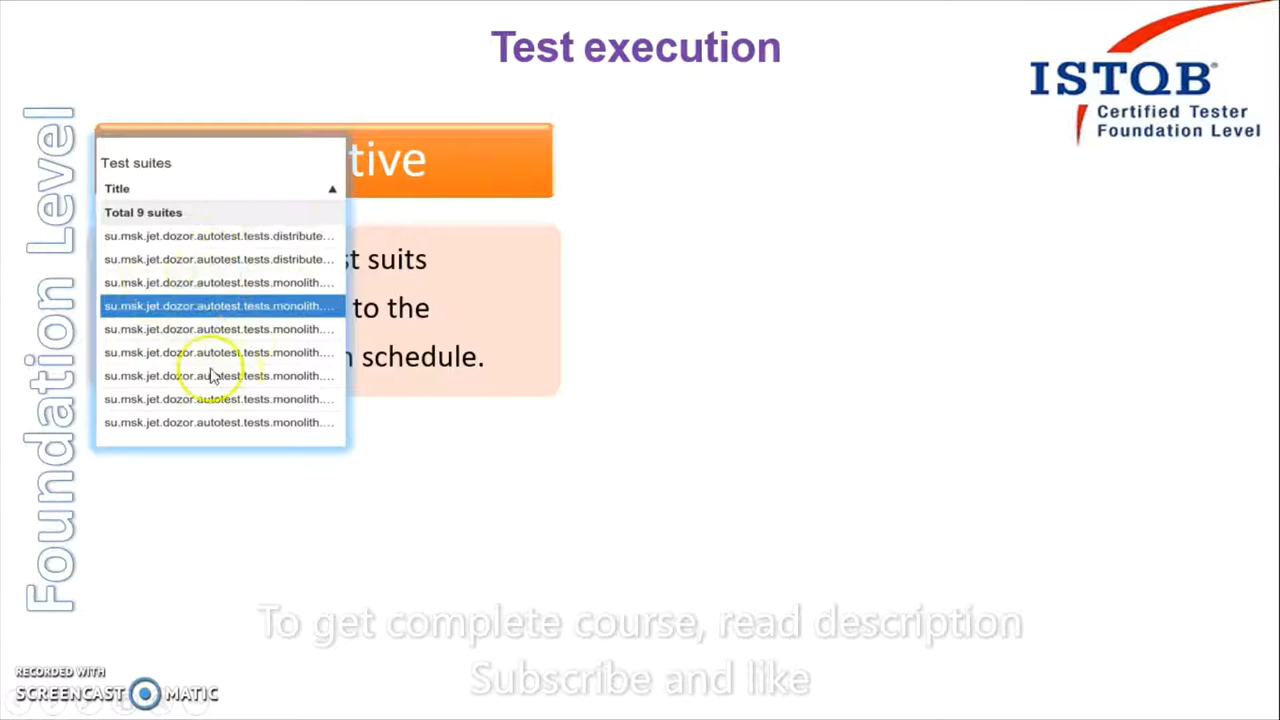 Test execution
ISTQB®
Certified Tester
Foundation Level
Foundation Level
tive
Test suites
Title ▲
Total 9 suites
su.msk.jet.dozor.autotest.tests.distribute...
su.msk.jet.dozor.autotest.tests.distribute...
su.msk.jet.dozor.autotest.tests.monolith....
su.msk.jet.dozor.autotest.tests.monolith....
su.msk.jet.dozor.autotest.tests.monolith....
su.msk.jet.dozor.autotest.tests.monolith....
su.msk.jet.dozor.autotest.tests.monolith....
su.msk.jet.dozor.autotest.tests.monolith....
su.msk.jet.dozor.autotest.tests.monolith....
st suits
to the
n schedule.
To get complete course, read description
Subscribe and like
RECORDED WITH
SCREENCAST MATIC